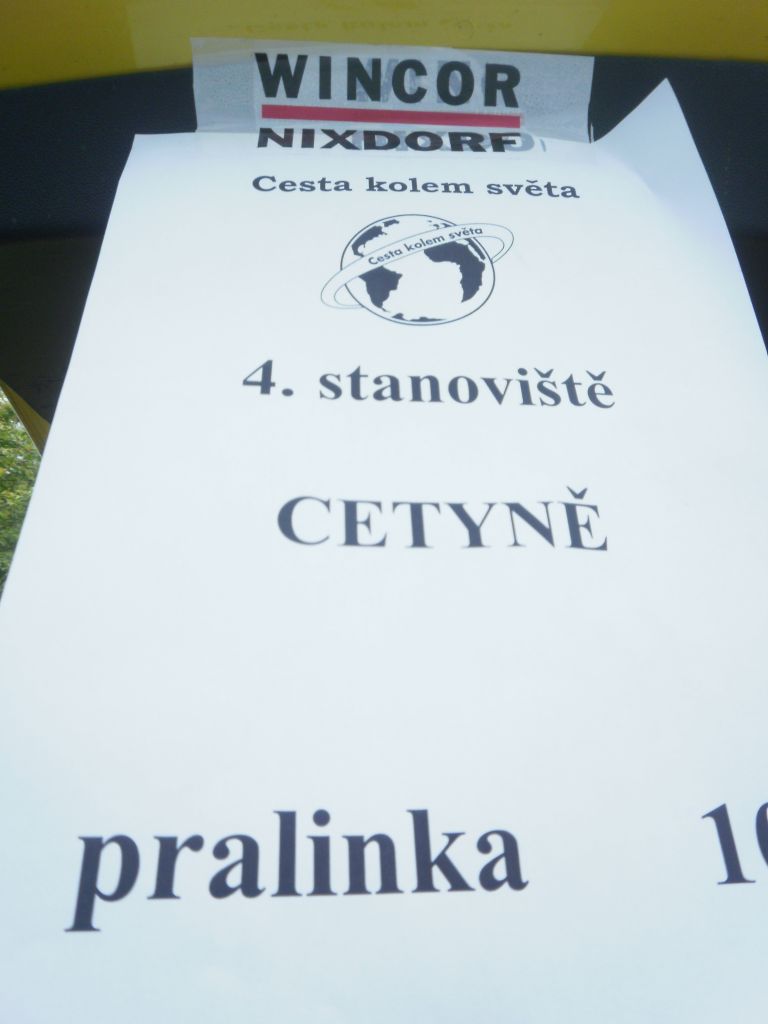 WINCOR
NIXDORF
Cesta kolem světa
Cesta kolem světa
4. stanoviště
CETYNĚ
pralinka